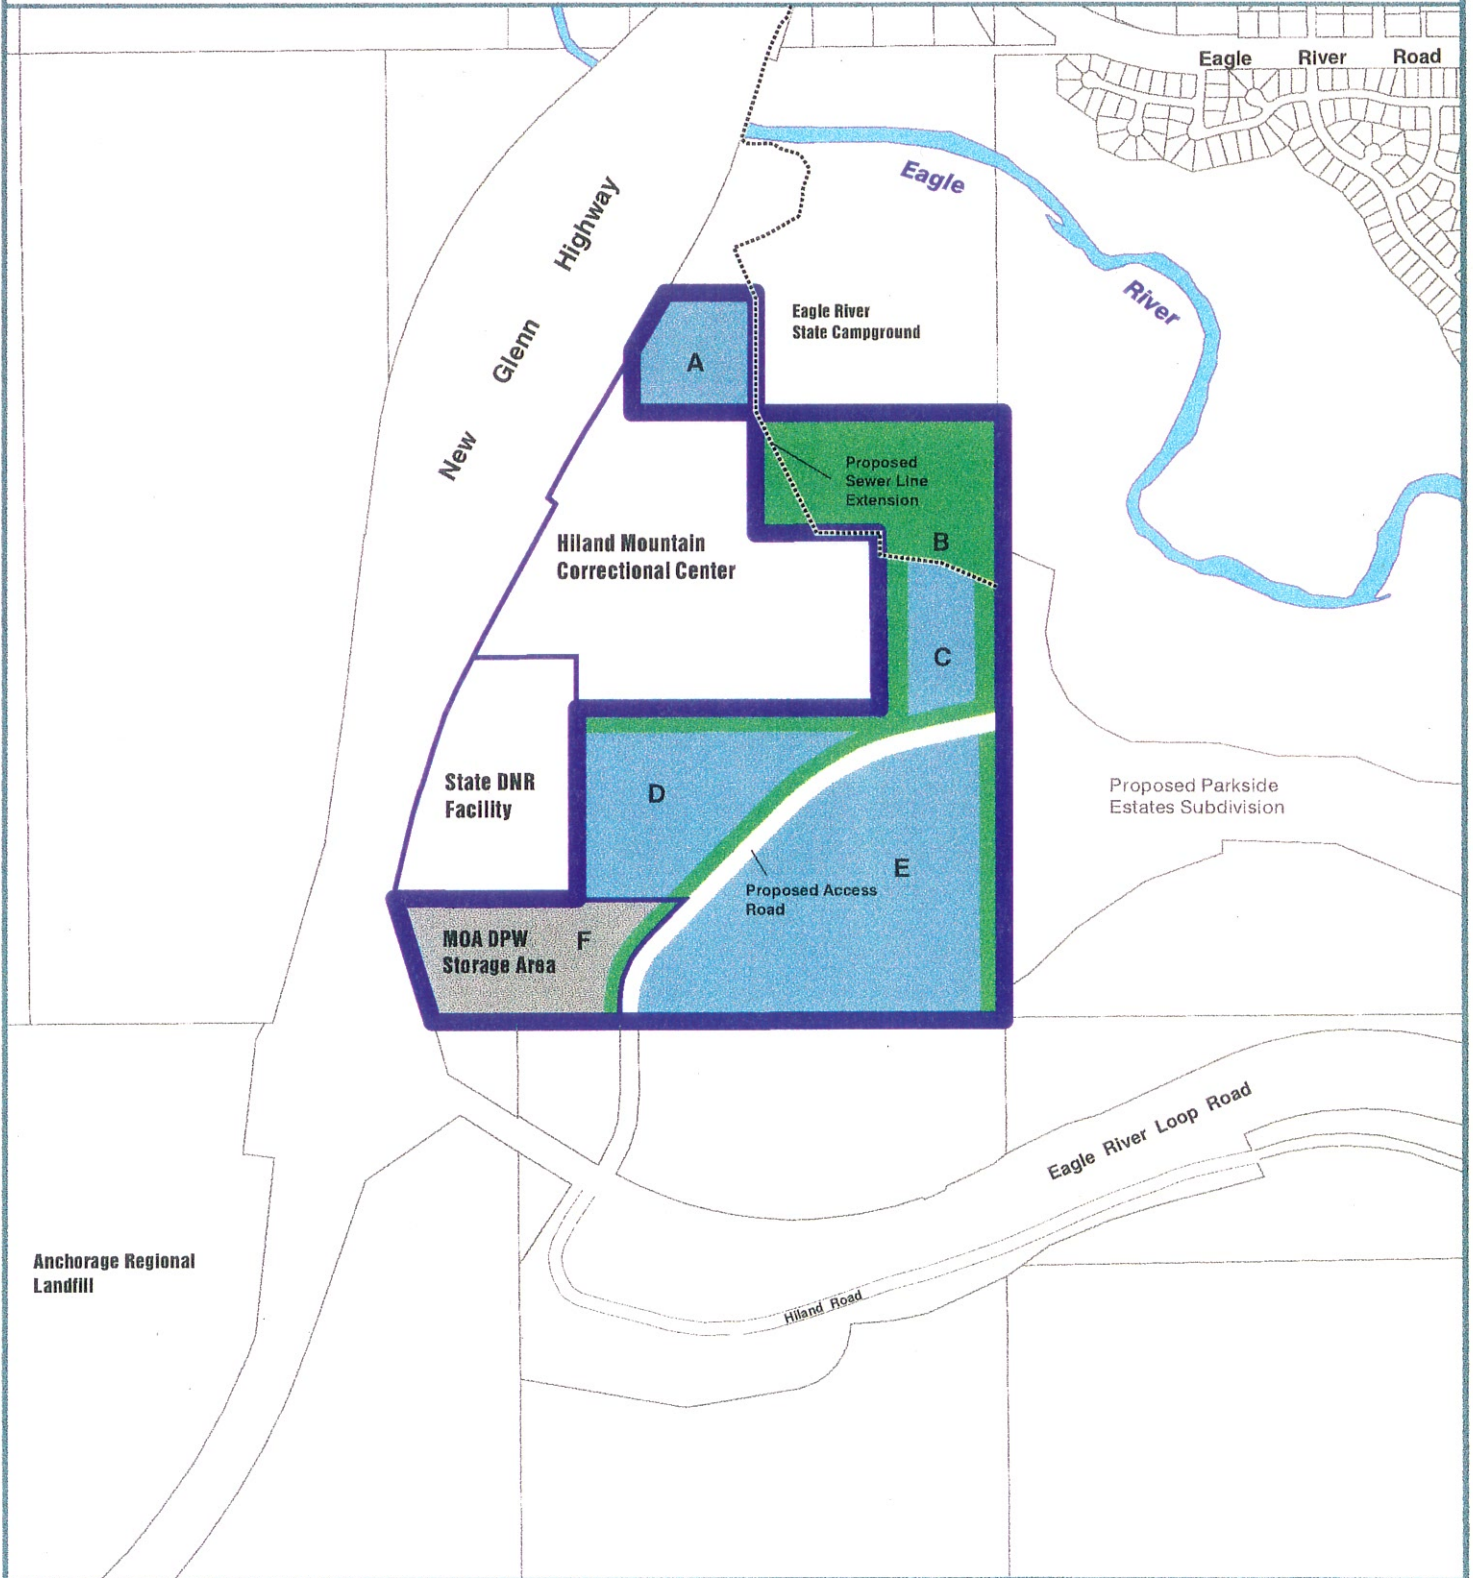 Eagle River Road
Eagle
River
New Glenn Highway
Eagle River
State Campground
A
Proposed
Sewer Line
Extension
B
Hiland Mountain
Correctional Center
C
State DNR
Facility
D
Proposed Parkside
Estates Subdivision
E
Proposed Access
Road
MOA DPW
Storage Area
F
Eagle River Loop Road
Anchorage Regional
Landfill
Hiland Road